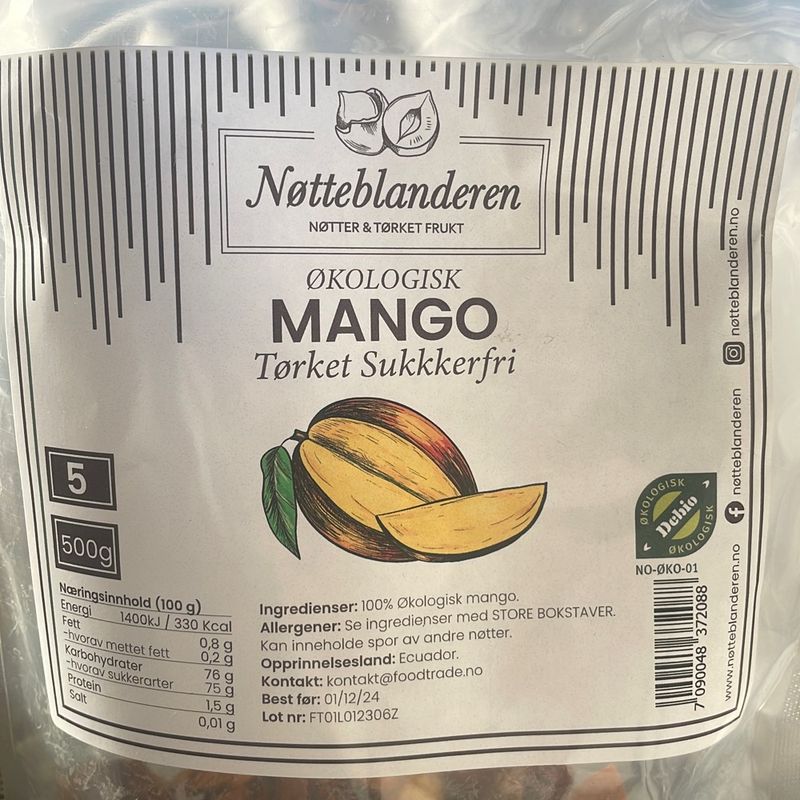 Nøtteblanderen
NØTTER & TØRKET FRUKT
ØKOLOGISK
MANGO
Tørket Sukkkerfri
5
500g
Næringsinnhold (100 g)
Energi 1400kJ / 330 Kcal
Fett 0,8 g
-hvorav mettet fett 0,2 g
Karbohydrater 76 g
-hvorav sukkerarter 75 g
Protein 1,5 g
Salt 0,01 g
Ingredienser: 100% Økologisk mango.
Allergener: Se ingredienser med STORE BOKSTAVER.
Kan inneholde spor av andre nøtter.
Opprinnelsesland: Ecuador.
Kontakt: kontakt@foodtrade.no
Best før: 01/12/24
Lot nr: FT01L012306Z
ØKOLOGISK
Debio
ØKOLOGISK
NO-ØKO-01
7 090048 372088
www.nøtteblanderen.no
nøtteblanderen
nøtteblanderen.no